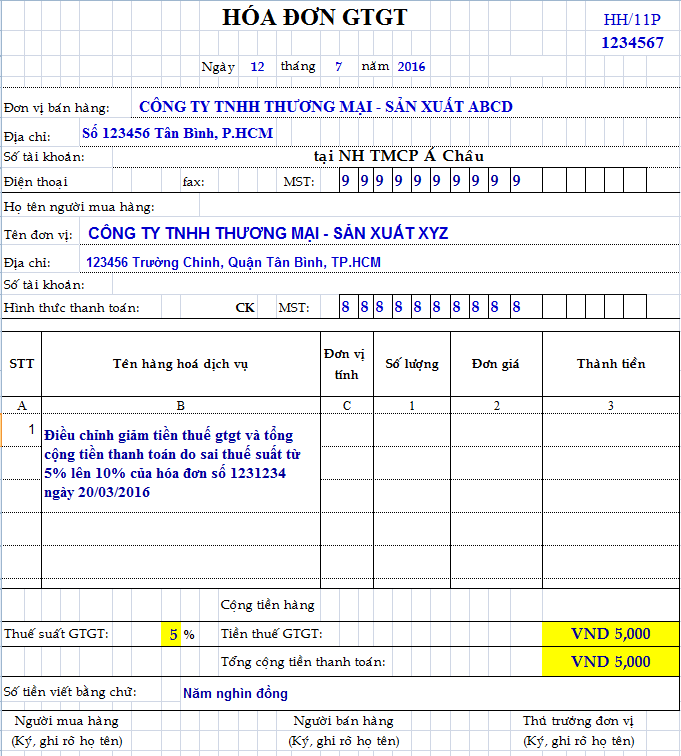 HÓA ĐƠN GTGT
HH/11P
1234567
Ngày 12 tháng 7 năm 2016
Đơn vị bán hàng: CÔNG TY TNHH THƯƠNG MẠI - SẢN XUẤT ABCD
Địa chỉ: Số 123456 Tân Bình, P.HCM
Số tài khoản: tại NH TMCP Á Châu
Điện thoại fax: MST: 9 9 9 9 9 9 9 9 9 9
Họ tên người mua hàng:
Tên đơn vị: CÔNG TY TNHH THƯƠNG MẠI - SẢN XUẤT XYZ
Địa chỉ: 123456 Trường Chinh, Quận Tân Bình, TP.HCM
Số tài khoản:
Hình thức thanh toán: CK MST: 8 8 8 8 8 8 8 8 8 8
STT Tên hàng hoá dịch vụ Đơn vị tính Số lượng Đơn giá Thành tiền
A B C 1 2 3
1 Điều chỉnh giảm tiền thuế gtgt và tổng
cộng tiền thanh toán do sai thuế suất từ
5% lên 10% của hóa đơn số 1231234
ngày 20/03/2016
Cộng tiền hàng
Thuế suất GTGT: 5 % Tiền thuế GTGT: VND 5,000
Tổng cộng tiền thanh toán: VND 5,000
Số tiền viết bằng chữ: Năm nghìn đồng
Người mua hàng Người bán hàng Thủ trưởng đơn vị
(Ký, ghi rõ họ tên) (Ký, ghi rõ họ tên) (Ký, ghi rõ họ tên)